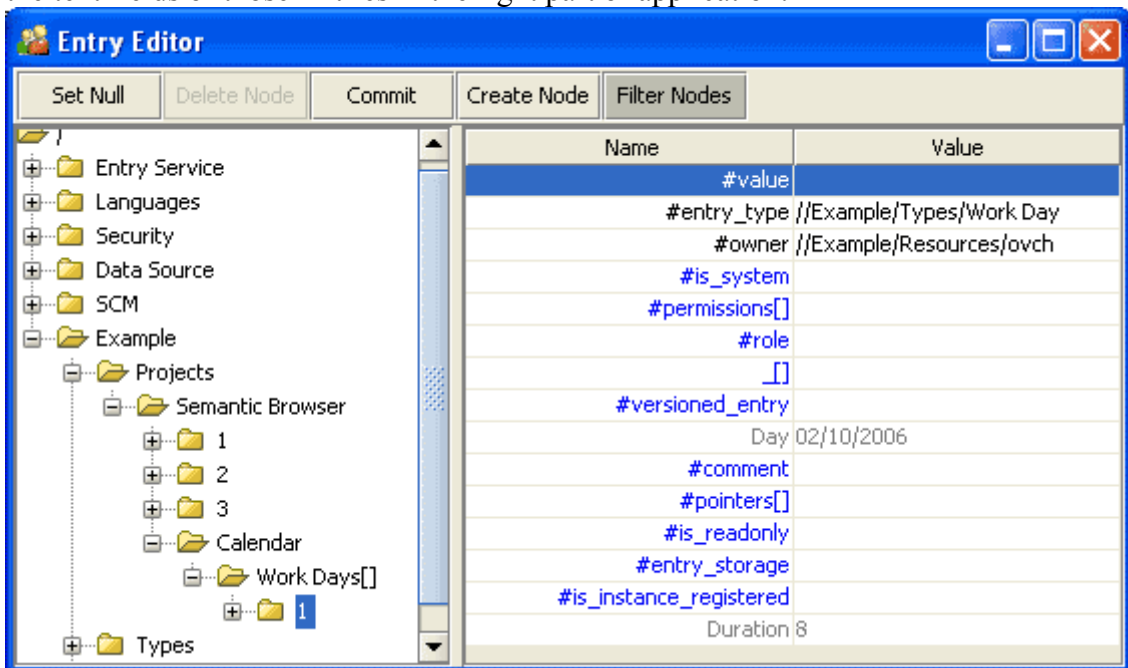 Entry Editor
Set Null Delete Node Commit Create Node Filter Nodes
/
Entry Service
Languages
Security
Data Source
SCM
Example
Projects
Semantic Browser
1
2
3
Calendar
Work Days[]
1
Types
Name Value
#value
#entry_type //Example/Types/Work Day
#owner //Example/Resources/ovch
#is_system
#permissions[]
#role
_[]
#versioned_entry
Day 02/10/2006
#comment
#pointers[]
#is_readonly
#entry_storage
#is_instance_registered
Duration 8